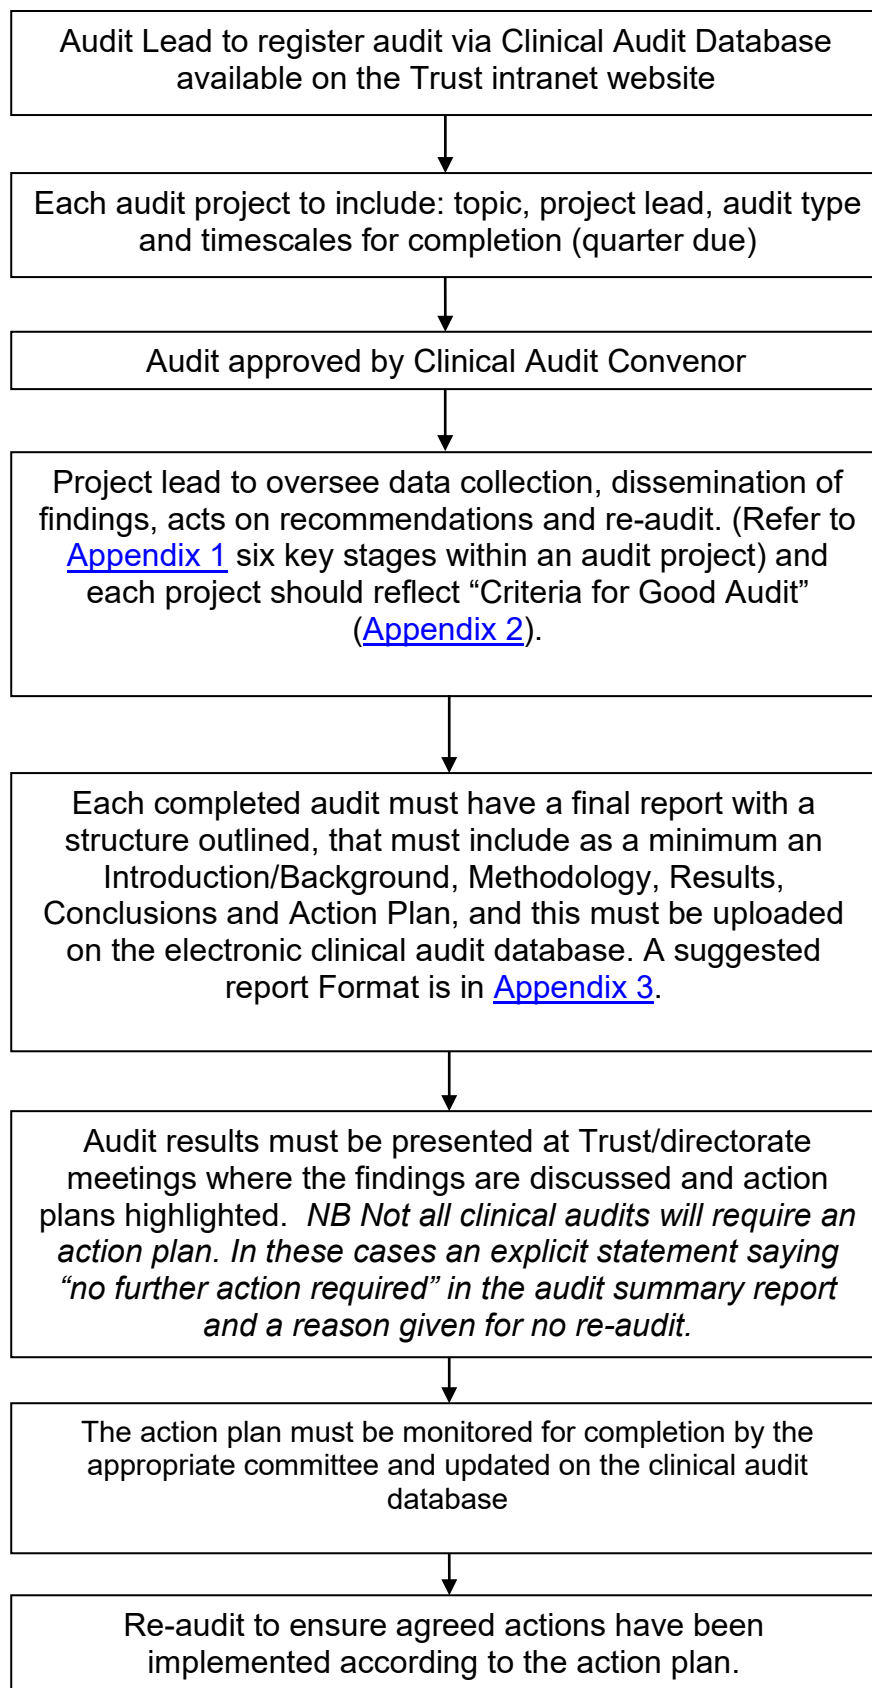 Audit Lead to register audit via Clinical Audit Database
available on the Trust intranet website
Each audit project to include: topic, project lead, audit type
and timescales for completion (quarter due)
Audit approved by Clinical Audit Convenor
Project lead to oversee data collection, dissemination of
findings, acts on recommendations and re-audit. (Refer to
Appendix 1 six key stages within an audit project) and
each project should reflect “Criteria for Good Audit”
(Appendix 2).
Each completed audit must have a final report with a
structure outlined, that must include as a minimum an
Introduction/Background, Methodology, Results,
Conclusions and Action Plan, and this must be uploaded
on the electronic clinical audit database. A suggested
report Format is in Appendix 3.
Audit results must be presented at Trust/directorate
meetings where the findings are discussed and action
plans highlighted.  NB Not all clinical audits will require an
action plan. In these cases an explicit statement saying
“no further action required” in the audit summary report
and a reason given for no re-audit.
The action plan must be monitored for completion by the
appropriate committee and updated on the clinical audit
database
Re-audit to ensure agreed actions have been
implemented according to the action plan.